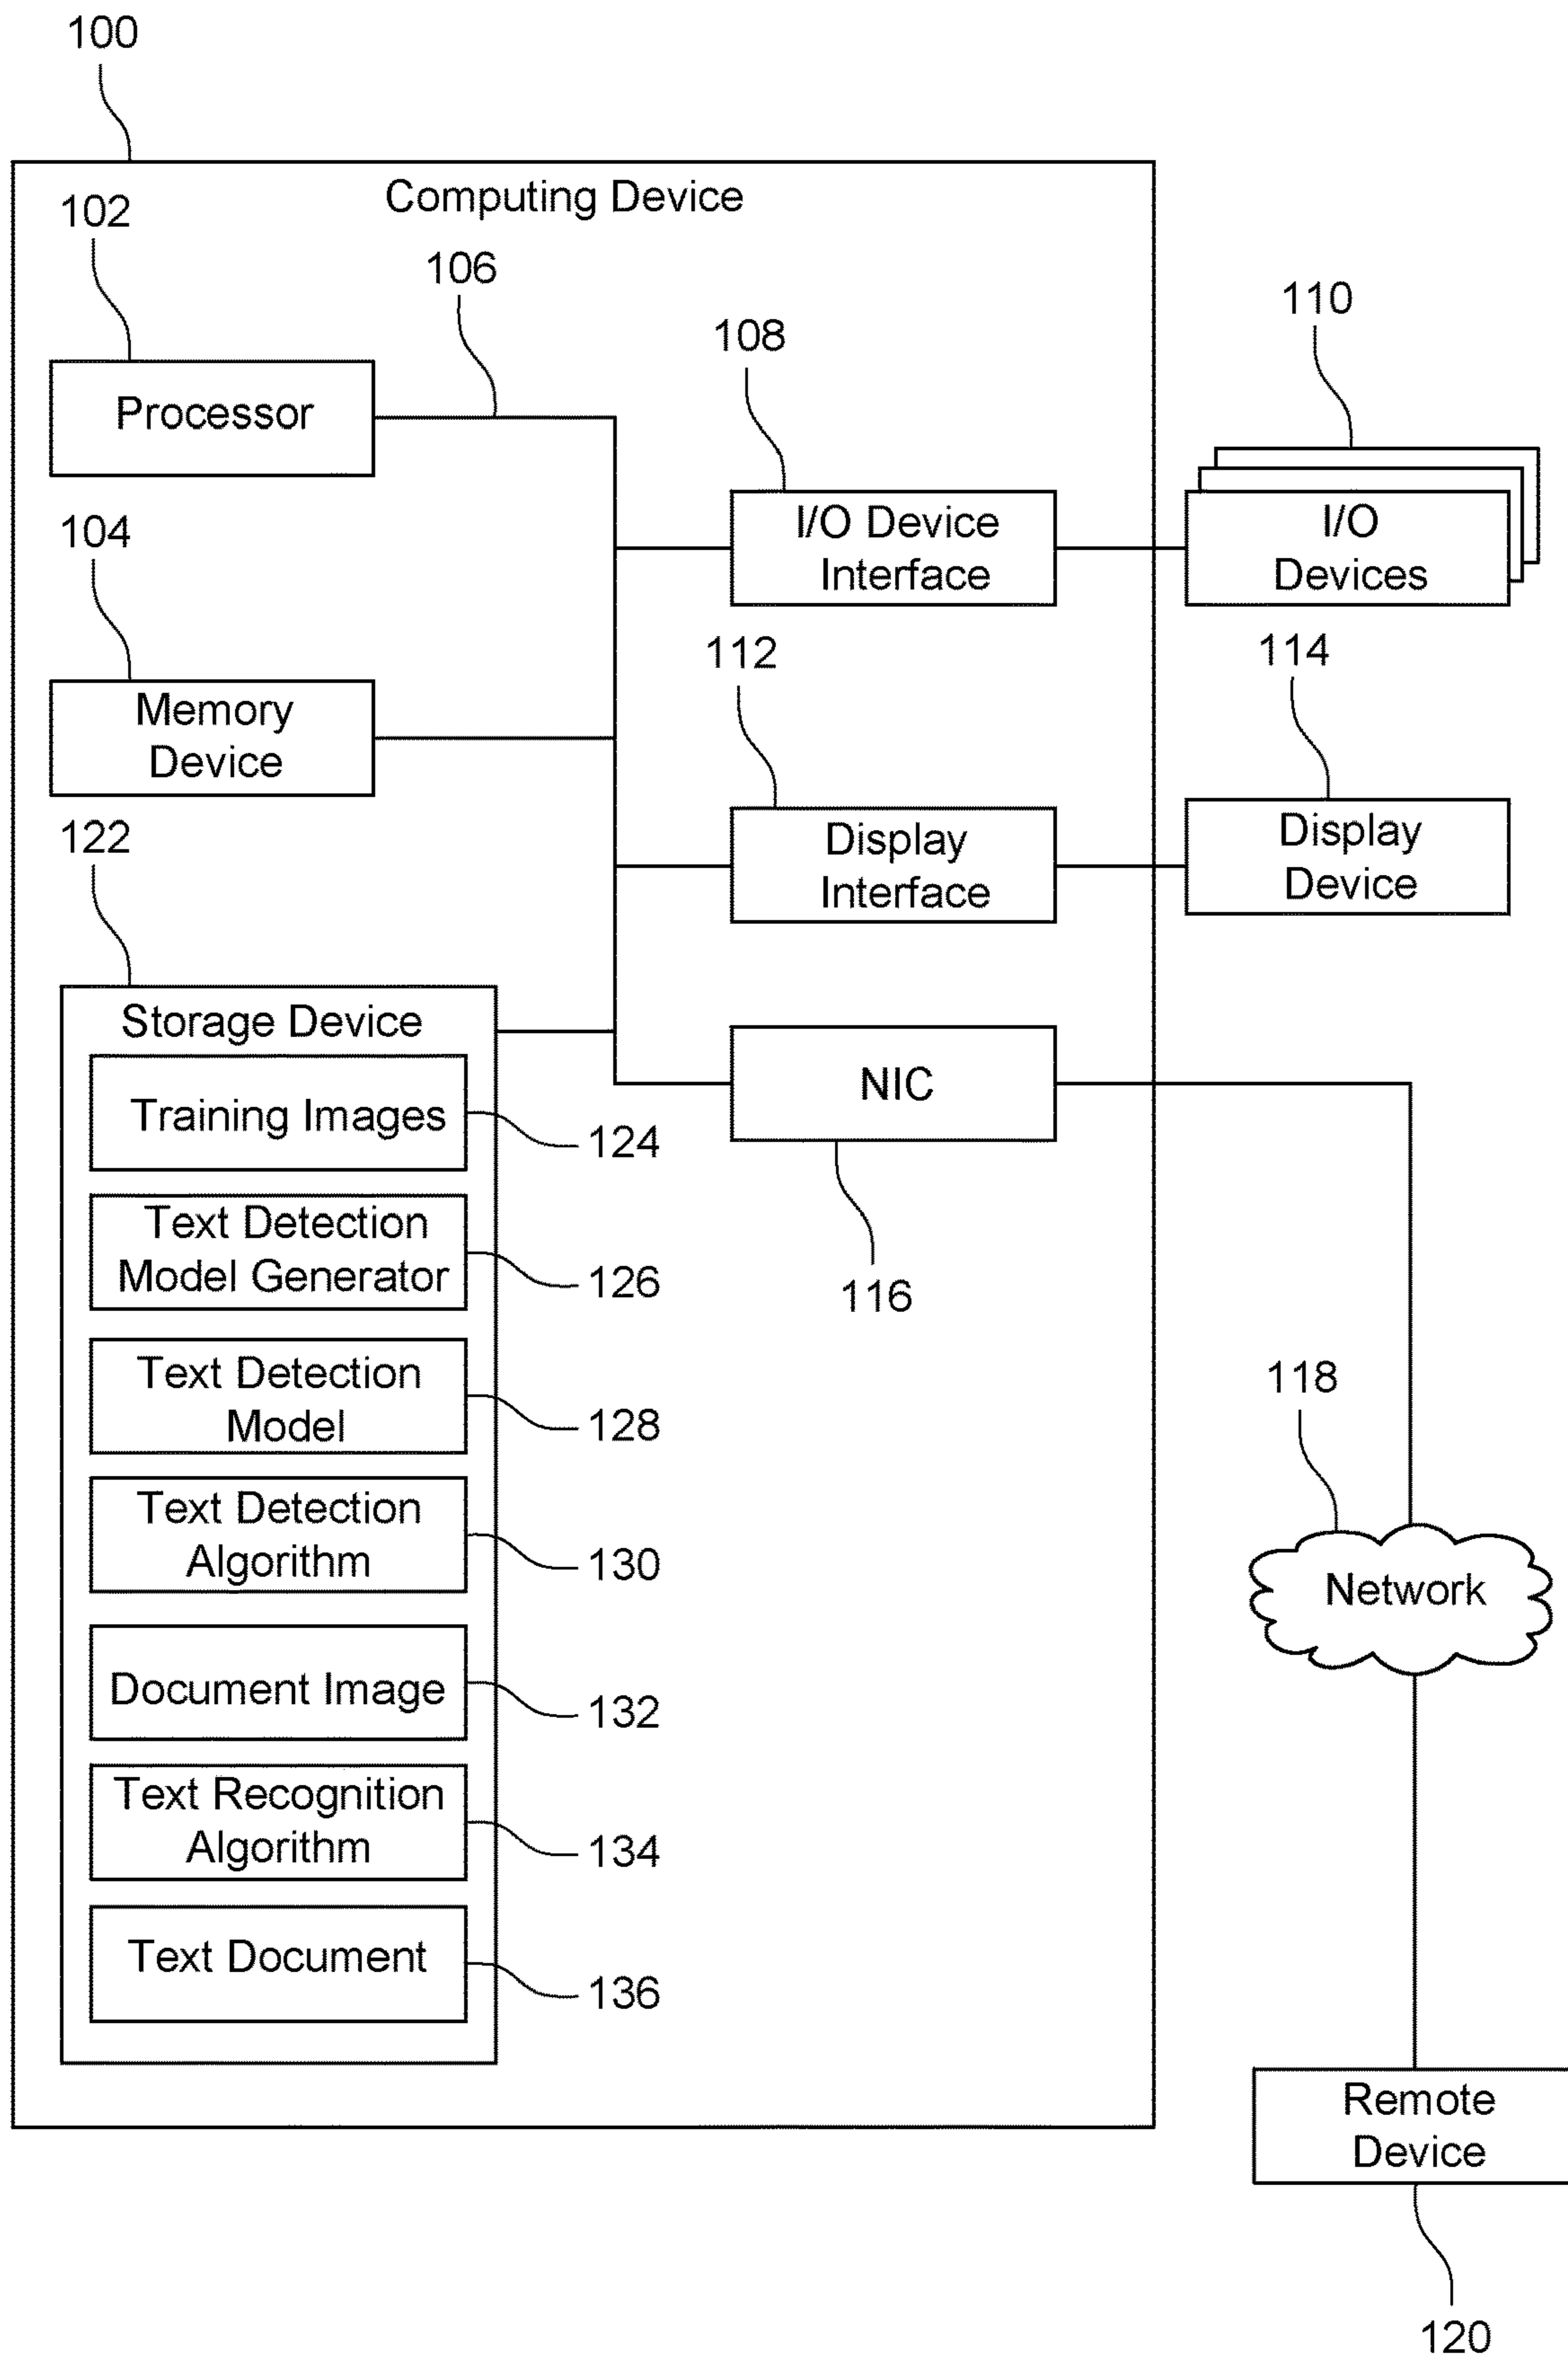 100
Computing Device
102
106
Processor
108
I/O Device
Interface
110
I/O
Devices
104
Memory
Device
112
Display
Interface
114
Display
Device
122
Storage Device
Training Images
124
Text Detection
Model Generator
126
Text Detection
Model
128
Text Detection
Algorithm
130
Document Image
132
Text Recognition
Algorithm
134
Text Document
136
NIC
116
118
Network
Remote
Device
120